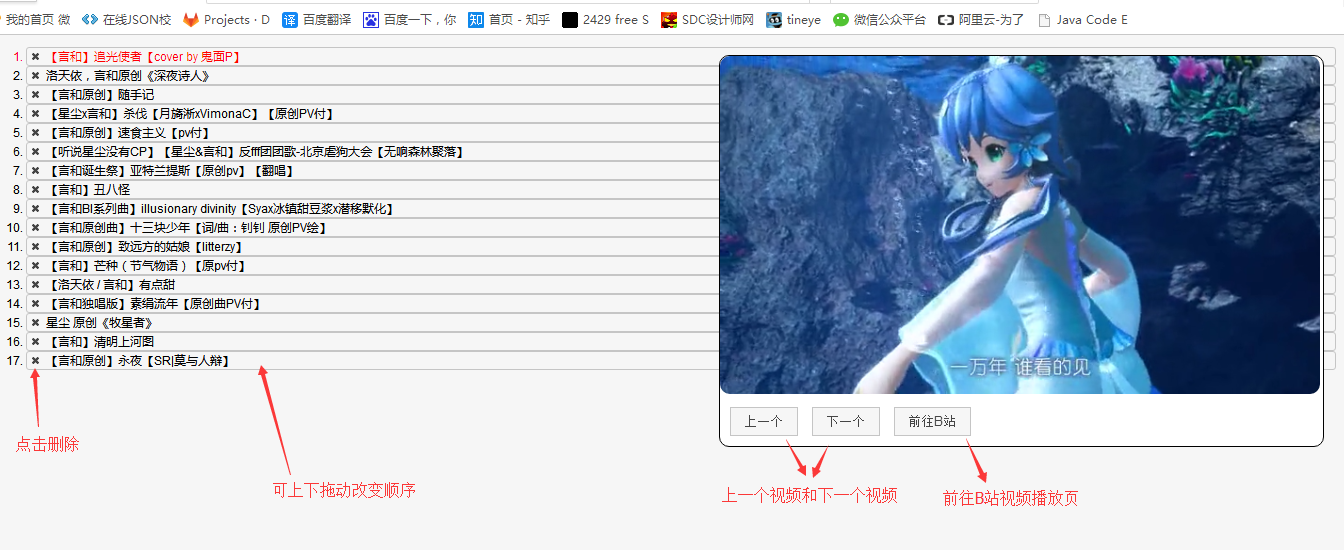 我的首页 微 在线JSON校 Projects · D 百度翻译 百度一下，你 首页 - 知乎 2429 free S SDC设计师网 tineye 微信公众平台 阿里云-为了 Java Code E
1. ✖ 【言和】追光使者【cover by 鬼面P】
2. ✖ 洛天依，言和原创《深夜诗人》
3. ✖ 【言和原创】随手记
4. ✖ 【星尘x言和】杀伐【月旖淅xVimonaC】【原创PV付】
5. ✖ 【言和原创】速食主义【pv付】
6. ✖ 【听说星尘没有CP】【星尘&言和】反fff团团歌-北京虐狗大会【无响森林聚落】
7. ✖ 【言和诞生祭】亚特兰提斯【原创pv】【翻唱】
8. ✖ 【言和】丑八怪
9. ✖ 【言和BI系列曲】illusionary divinity【Syax冰镇甜豆浆x潜移默化】
10. ✖ 【言和原创曲】十三块少年【词/曲：钊钊 原创PV绘】
11. ✖ 【言和原创】致远方的姑娘【litterzy】
12. ✖ 【言和】芒种（节气物语）【原pv付】
13. ✖ 【洛天依 / 言和】有点甜
14. ✖ 【言和独唱版】素绢流年【原创曲PV付】
15. ✖ 星尘 原创《牧星者》
16. ✖ 【言和】清明上河图
17. ✖ 【言和原创】永夜【SR|莫与人辩】
一万年 谁看的见
上一个 下一个 前往B站
点击删除
可上下拖动改变顺序
上一个视频和下一个视频
前往B站视频播放页